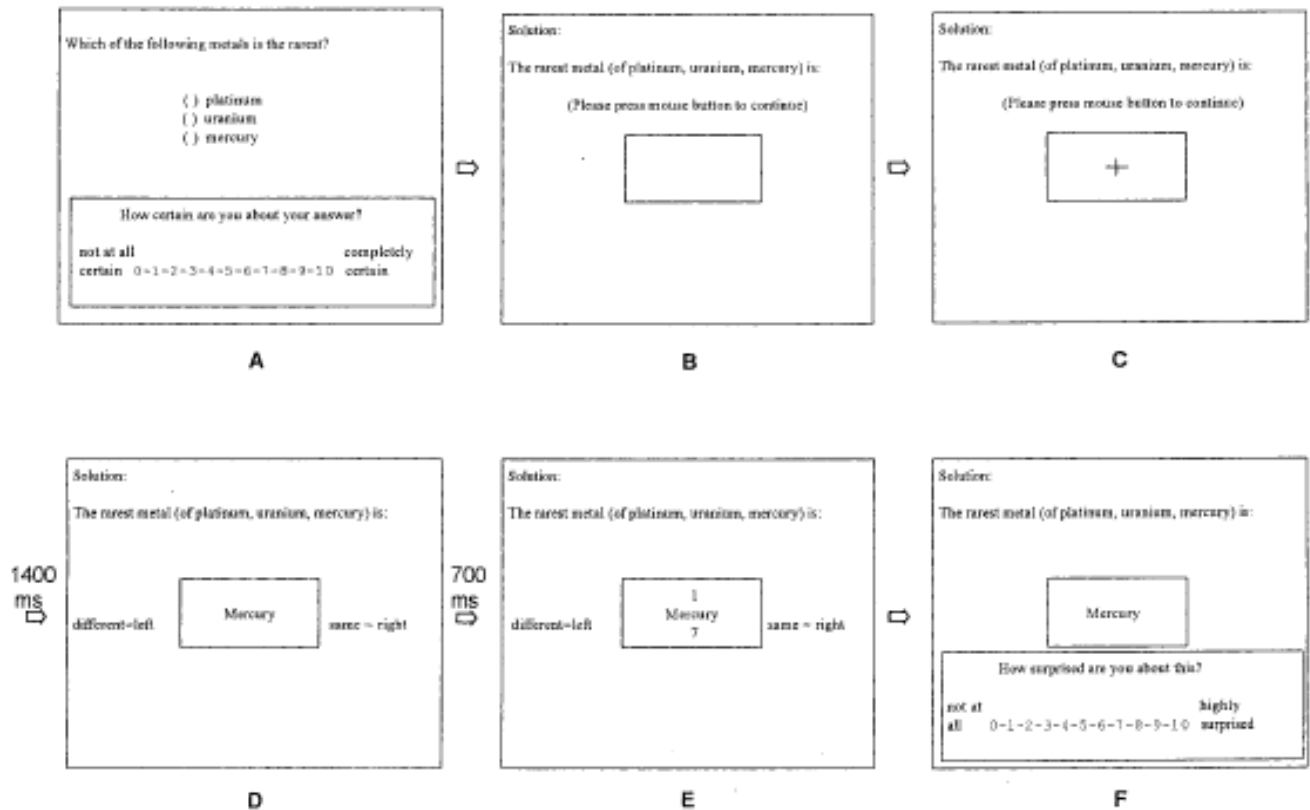 Which of the following metals is the rarest?
( ) platinum
( ) uranium
( ) mercury
How certain are you about your answer?
not at all completely
certain 0-1-2-3-4-5-6-7-8-9-10 certain
A
Solution:
The rarest metal (of platinum, uranium, mercury) is:
(Please press mouse button to continue)
B
Solution:
The rarest metal (of platinum, uranium, mercury) is:
(Please press mouse button to continue)
C
1400
ms
Solution:
The rarest metal (of platinum, uranium, mercury) is:
different=left
Mercury
same = right
D
700
ms
Solution:
The rarest metal (of platinum, uranium, mercury) is:
different=left
1
Mercury
7
same = right
E
Solution:
The rarest metal (of platinum, uranium, mercury) is:
Mercury
How surprised are you about this?
not at highly
all 0-1-2-3-4-5-6-7-8-9-10 surprised
F